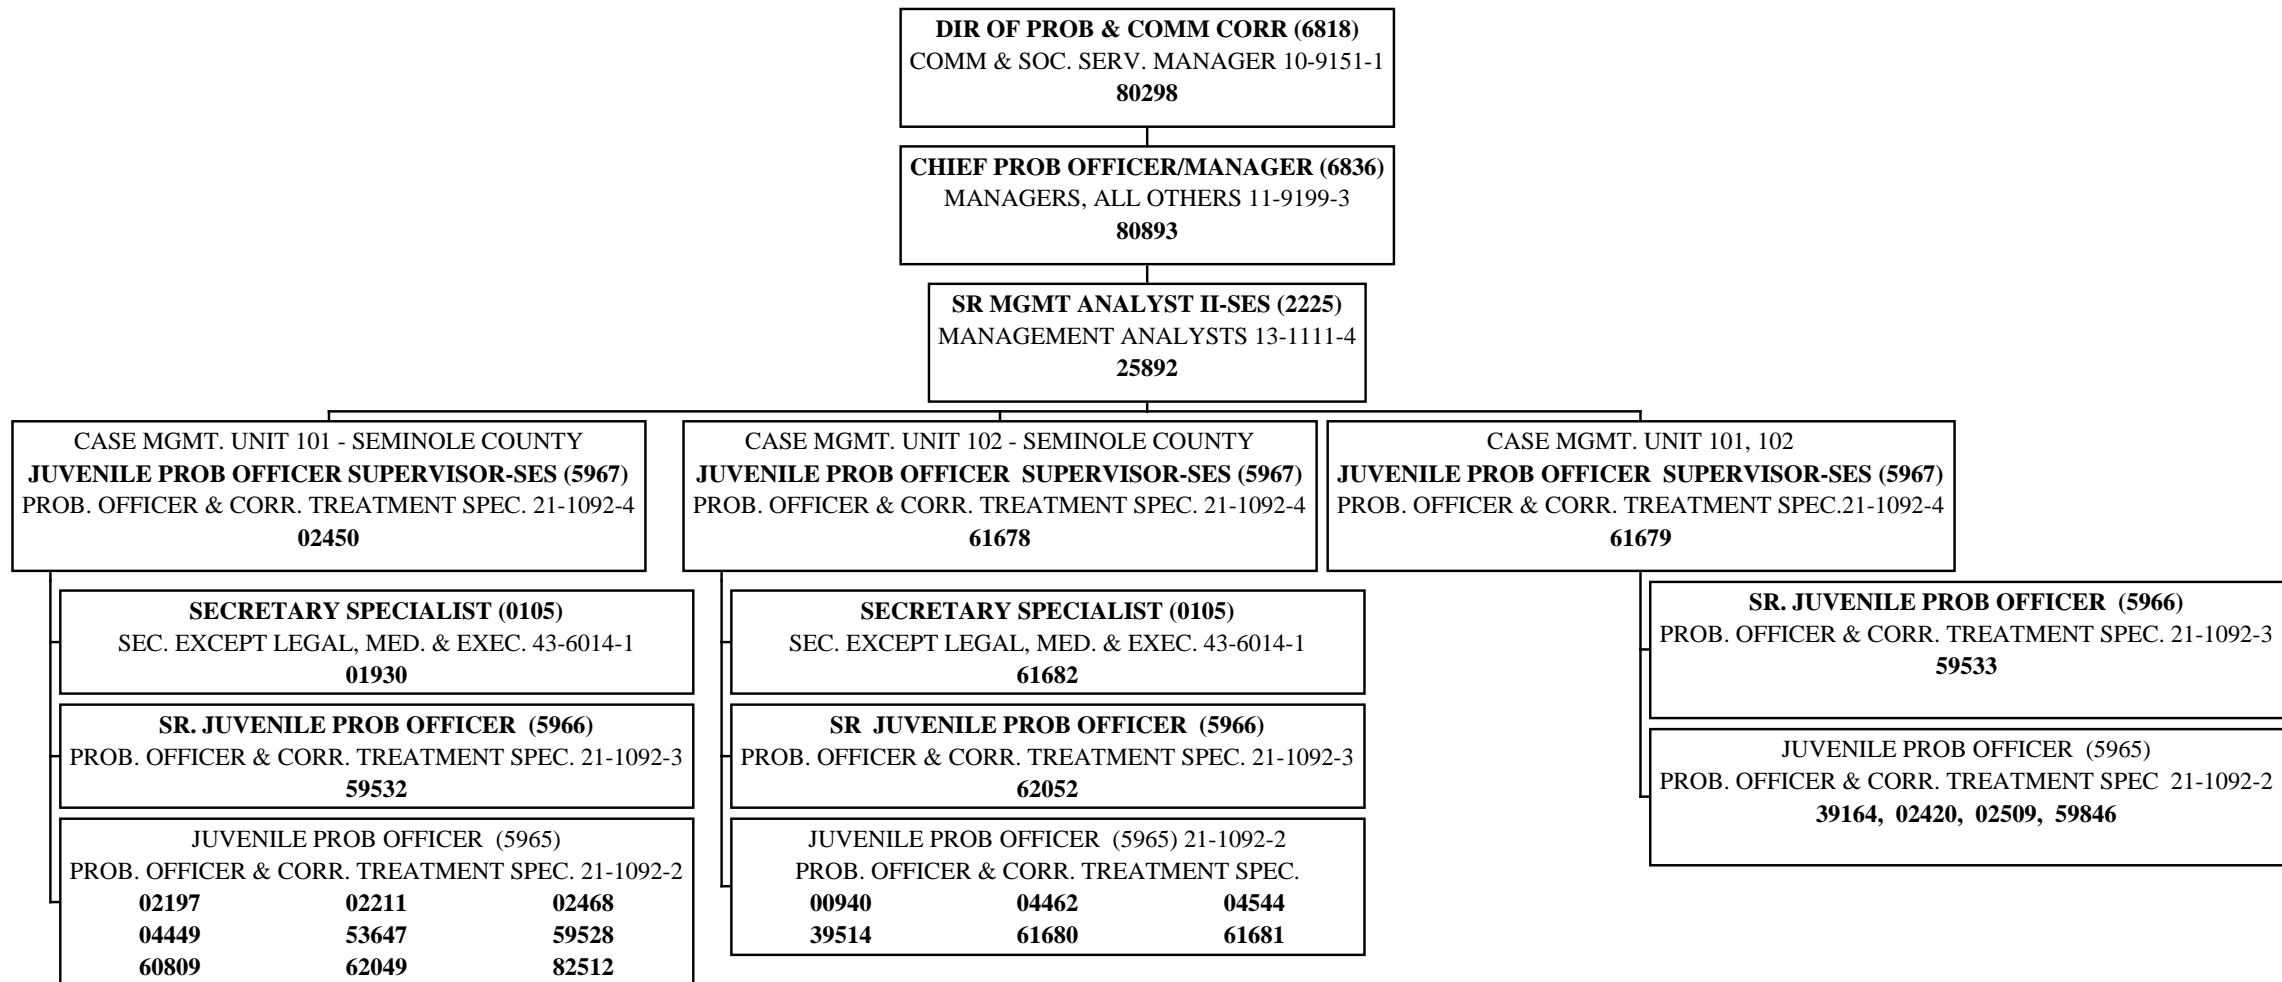 DIR OF PROB & COMM CORR (6818)
COMM & SOC. SERV. MANAGER 10-9151-1
80298
CHIEF PROB OFFICER/MANAGER (6836)
MANAGERS, ALL OTHERS 11-9199-3
80893
SR MGMT ANALYST II-SES (2225)
MANAGEMENT ANALYSTS 13-1111-4
25892
CASE MGMT. UNIT 101 - SEMINOLE COUNTY
JUVENILE PROB OFFICER SUPERVISOR-SES (5967)
PROB. OFFICER & CORR. TREATMENT SPEC. 21-1092-4
02450
SECRETARY SPECIALIST (0105)
SEC. EXCEPT LEGAL, MED. & EXEC. 43-6014-1
01930
SR. JUVENILE PROB OFFICER (5966)
PROB. OFFICER & CORR. TREATMENT SPEC. 21-1092-3
59532
JUVENILE PROB OFFICER (5965)
PROB. OFFICER & CORR. TREATMENT SPEC. 21-1092-2
02197 02211 02468
04449 53647 59528
60809 62049 82512
CASE MGMT. UNIT 102 - SEMINOLE COUNTY
JUVENILE PROB OFFICER SUPERVISOR-SES (5967)
PROB. OFFICER & CORR. TREATMENT SPEC. 21-1092-4
61678
SECRETARY SPECIALIST (0105)
SEC. EXCEPT LEGAL, MED. & EXEC. 43-6014-1
61682
SR JUVENILE PROB OFFICER (5966)
PROB. OFFICER & CORR. TREATMENT SPEC. 21-1092-3
62052
JUVENILE PROB OFFICER (5965) 21-1092-2
PROB. OFFICER & CORR. TREATMENT SPEC.
00940 04462 04544
39514 61680 61681
CASE MGMT. UNIT 101, 102
JUVENILE PROB OFFICER SUPERVISOR-SES (5967)
PROB. OFFICER & CORR. TREATMENT SPEC.21-1092-4
61679
SR. JUVENILE PROB OFFICER (5966)
PROB. OFFICER & CORR. TREATMENT SPEC. 21-1092-3
59533
JUVENILE PROB OFFICER (5965)
PROB. OFFICER & CORR. TREATMENT SPEC 21-1092-2
39164, 02420, 02509, 59846